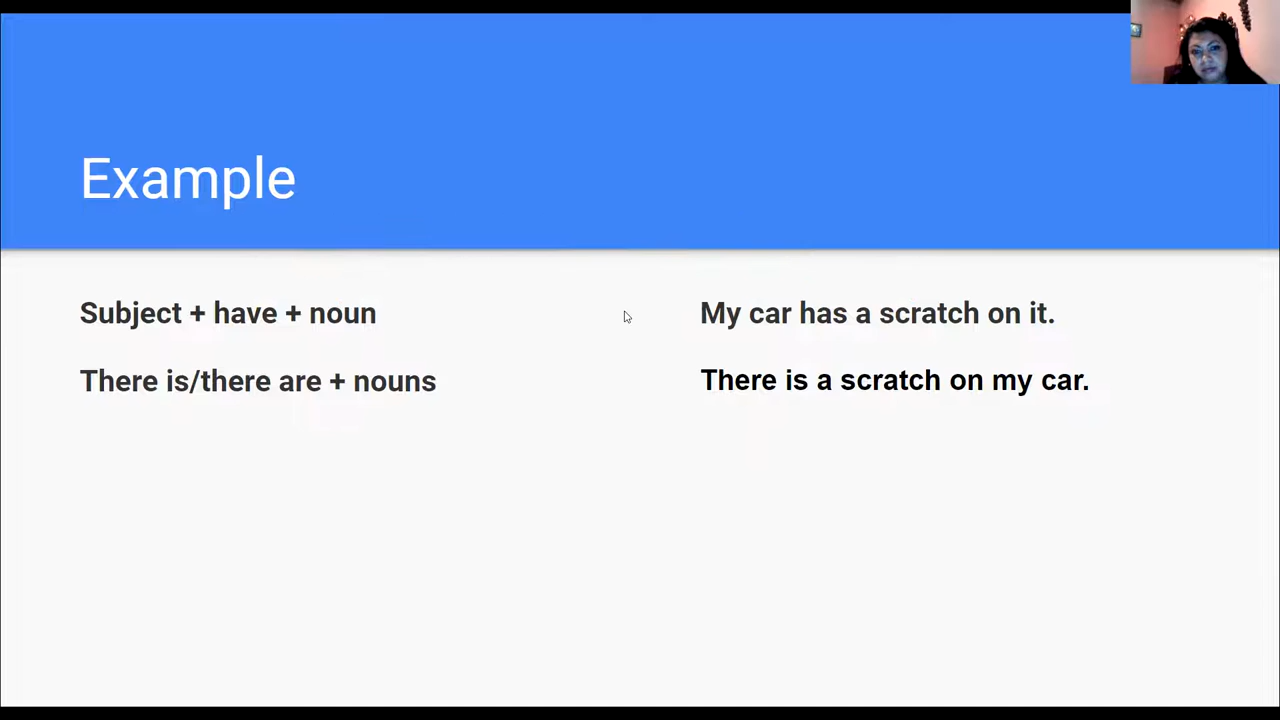 Example
Subject + have + noun
My car has a scratch on it.
There is/there are + nouns
There is a scratch on my car.